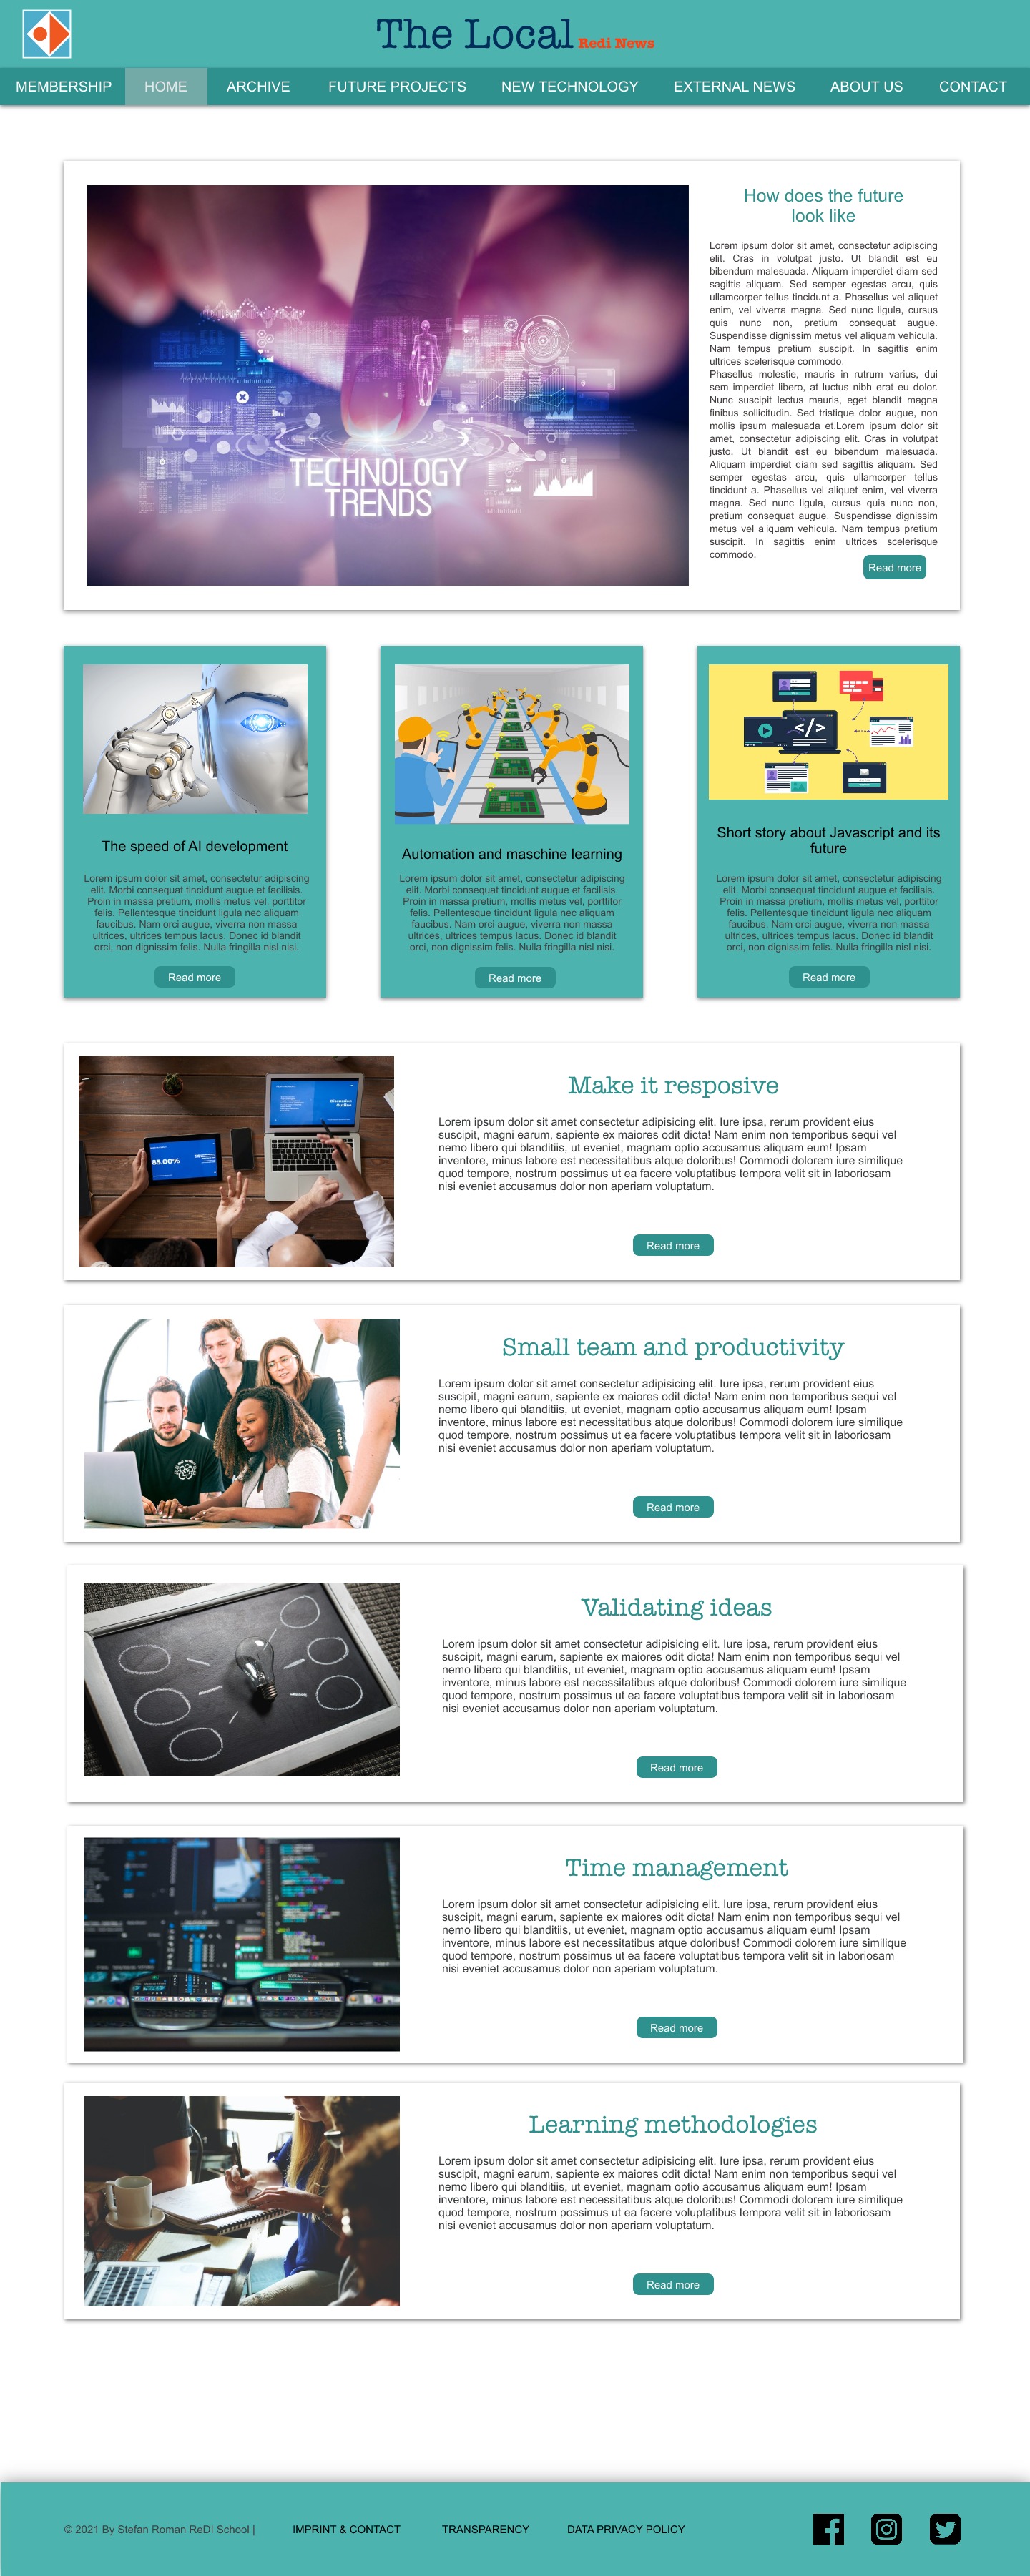 The Local Redi News
MEMBERSHIP HOME ARCHIVE FUTURE PROJECTS NEW TECHNOLOGY EXTERNAL NEWS ABOUT US CONTACT
TECHNOLOGY
TRENDS
How does the future
look like
Lorem ipsum dolor sit amet, consectetur adipiscing
elit. Cras in volutpat justo. Ut blandit est eu
bibendum malesuada. Aliquam imperdiet diam sed
sagittis aliquam. Sed semper egestas arcu, quis
ullamcorper tellus tincidunt a. Phasellus vel aliquet
enim, vel viverra magna. Sed nunc ligula, cursus
quis nunc non, pretium consequat augue.
Suspendisse dignissim metus vel aliquam vehicula.
Nam tempus pretium suscipit. In sagittis enim
ultrices scelerisque commodo.
Phasellus molestie, mauris in rutrum varius, dui
sem imperdiet libero, at luctus nibh erat eu dolor.
Nunc suscipit lectus mauris, eget blandit magna
finibus sollicitudin. Sed tristique dolor augue, non
mollis ipsum malesuada et.Lorem ipsum dolor sit
amet, consectetur adipiscing elit. Cras in volutpat
justo. Ut blandit est eu bibendum malesuada.
Aliquam imperdiet diam sed sagittis aliquam. Sed
semper egestas arcu, quis ullamcorper tellus
tincidunt a. Phasellus vel aliquet enim, vel viverra
magna. Sed nunc ligula, cursus quis nunc non,
pretium consequat augue. Suspendisse dignissim
metus vel aliquam vehicula. Nam tempus pretium
suscipit. In sagittis enim ultrices scelerisque
commodo.
Read more
The speed of AI development
Lorem ipsum dolor sit amet, consectetur adipiscing
elit. Morbi consequat tincidunt augue et facilisis.
Proin in massa pretium, mollis metus vel, porttitor
felis. Pellentesque tincidunt ligula nec aliquam
faucibus. Nam orci augue, viverra non massa
ultrices, ultrices tempus lacus. Donec id blandit
orci, non dignissim felis. Nulla fringilla nisl nisi.
Read more
Automation and maschine learning
Lorem ipsum dolor sit amet, consectetur adipiscing
elit. Morbi consequat tincidunt augue et facilisis.
Proin in massa pretium, mollis metus vel, porttitor
felis. Pellentesque tincidunt ligula nec aliquam
faucibus. Nam orci augue, viverra non massa
ultrices, ultrices tempus lacus. Donec id blandit
orci, non dignissim felis. Nulla fringilla nisl nisi.
Read more
</>
Short story about Javascript and its
future
Lorem ipsum dolor sit amet, consectetur adipiscing
elit. Morbi consequat tincidunt augue et facilisis.
Proin in massa pretium, mollis metus vel, porttitor
felis. Pellentesque tincidunt ligula nec aliquam
faucibus. Nam orci augue, viverra non massa
ultrices, ultrices tempus lacus. Donec id blandit
orci, non dignissim felis. Nulla fringilla nisl nisi.
Read more
85.00%
Make it resposive
Lorem ipsum dolor sit amet consectetur adipisicing elit. Iure ipsa, rerum provident eius
suscipit, magni earum, sapiente ex maiores odit dicta! Nam enim non temporibus sequi vel
nemo libero qui blanditiis, ut eveniet, magnam optio accusamus aliquam eum! Ipsam
inventore, minus labore est necessitatibus atque doloribus! Commodi dolorem iure similique
quod tempore, nostrum possimus ut ea facere voluptatibus tempora velit sit in laboriosam
nisi eveniet accusamus dolor non aperiam voluptatum.
Read more
Small team and productivity
Lorem ipsum dolor sit amet consectetur adipisicing elit. Iure ipsa, rerum provident eius
suscipit, magni earum, sapiente ex maiores odit dicta! Nam enim non temporibus sequi vel
nemo libero qui blanditiis, ut eveniet, magnam optio accusamus aliquam eum! Ipsam
inventore, minus labore est necessitatibus atque doloribus! Commodi dolorem iure similique
quod tempore, nostrum possimus ut ea facere voluptatibus tempora velit sit in laboriosam
nisi eveniet accusamus dolor non aperiam voluptatum.
Read more
Validating ideas
Lorem ipsum dolor sit amet consectetur adipisicing elit. Iure ipsa, rerum provident eius
suscipit, magni earum, sapiente ex maiores odit dicta! Nam enim non temporibus sequi vel
nemo libero qui blanditiis, ut eveniet, magnam optio accusamus aliquam eum! Ipsam
inventore, minus labore est necessitatibus atque doloribus! Commodi dolorem iure similique
quod tempore, nostrum possimus ut ea facere voluptatibus tempora velit sit in laboriosam
nisi eveniet accusamus dolor non aperiam voluptatum.
Read more
Time management
Lorem ipsum dolor sit amet consectetur adipisicing elit. Iure ipsa, rerum provident eius
suscipit, magni earum, sapiente ex maiores odit dicta! Nam enim non temporibus sequi vel
nemo libero qui blanditiis, ut eveniet, magnam optio accusamus aliquam eum! Ipsam
inventore, minus labore est necessitatibus atque doloribus! Commodi dolorem iure similique
quod tempore, nostrum possimus ut ea facere voluptatibus tempora velit sit in laboriosam
nisi eveniet accusamus dolor non aperiam voluptatum.
Read more
Learning methodologies
Lorem ipsum dolor sit amet consectetur adipisicing elit. Iure ipsa, rerum provident eius
suscipit, magni earum, sapiente ex maiores odit dicta! Nam enim non temporibus sequi vel
nemo libero qui blanditiis, ut eveniet, magnam optio accusamus aliquam eum! Ipsam
inventore, minus labore est necessitatibus atque doloribus! Commodi dolorem iure similique
quod tempore, nostrum possimus ut ea facere voluptatibus tempora velit sit in laboriosam
nisi eveniet accusamus dolor non aperiam voluptatum.
Read more
© 2021 By Stefan Roman ReDI School | IMPRINT & CONTACT TRANSPARENCY DATA PRIVACY POLICY